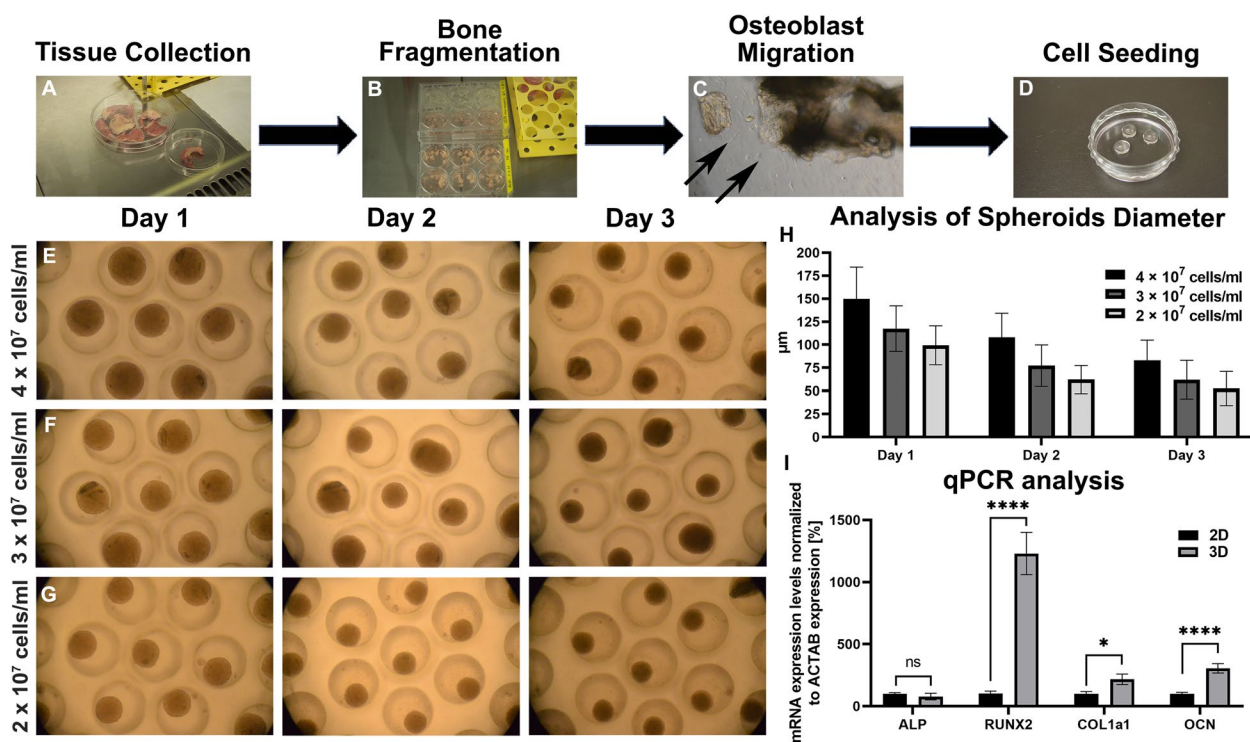 Tissue Collection
Bone
Fragmentation
Osteoblast
Migration
Cell Seeding
A
B
C
D
Day 1
Day 2
Day 3
4 x 10⁷ cells/ml
E
3 x 10⁷ cells/ml
F
2 x 10⁷ cells/ml
G
Analysis of Spheroids Diameter
H
µm
200
175
150
125
100
75
50
25
0
4 × 10⁷ cells/ml
3 × 10⁷ cells/ml
2 × 10⁷ cells/ml
Day 1
Day 2
Day 3
I
qPCR analysis
mRNA expression levels normalized
to ACTAB expression [%]
1500
1000
500
0
2D
3D
ns
****
*
****
ALP
RUNX2
COL1a1
OCN